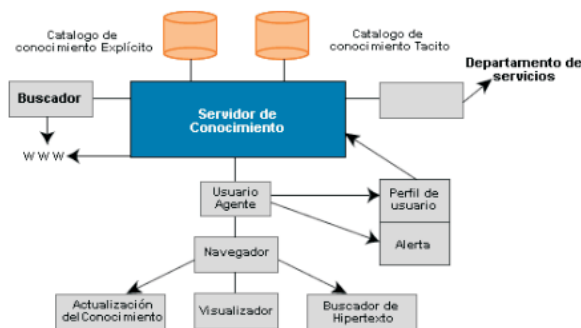 Catalogo de
conocimiento Explícito
Catalogo de
conocimiento Tacito
Departamento de
servicios
Buscador
Servidor de
Conocimiento
W W W
Usuario
Agente
Perfil de
usuario
Navegador
Alerta
Actualización
del Conocimiento
Visualizador
Buscador de
Hipertexto